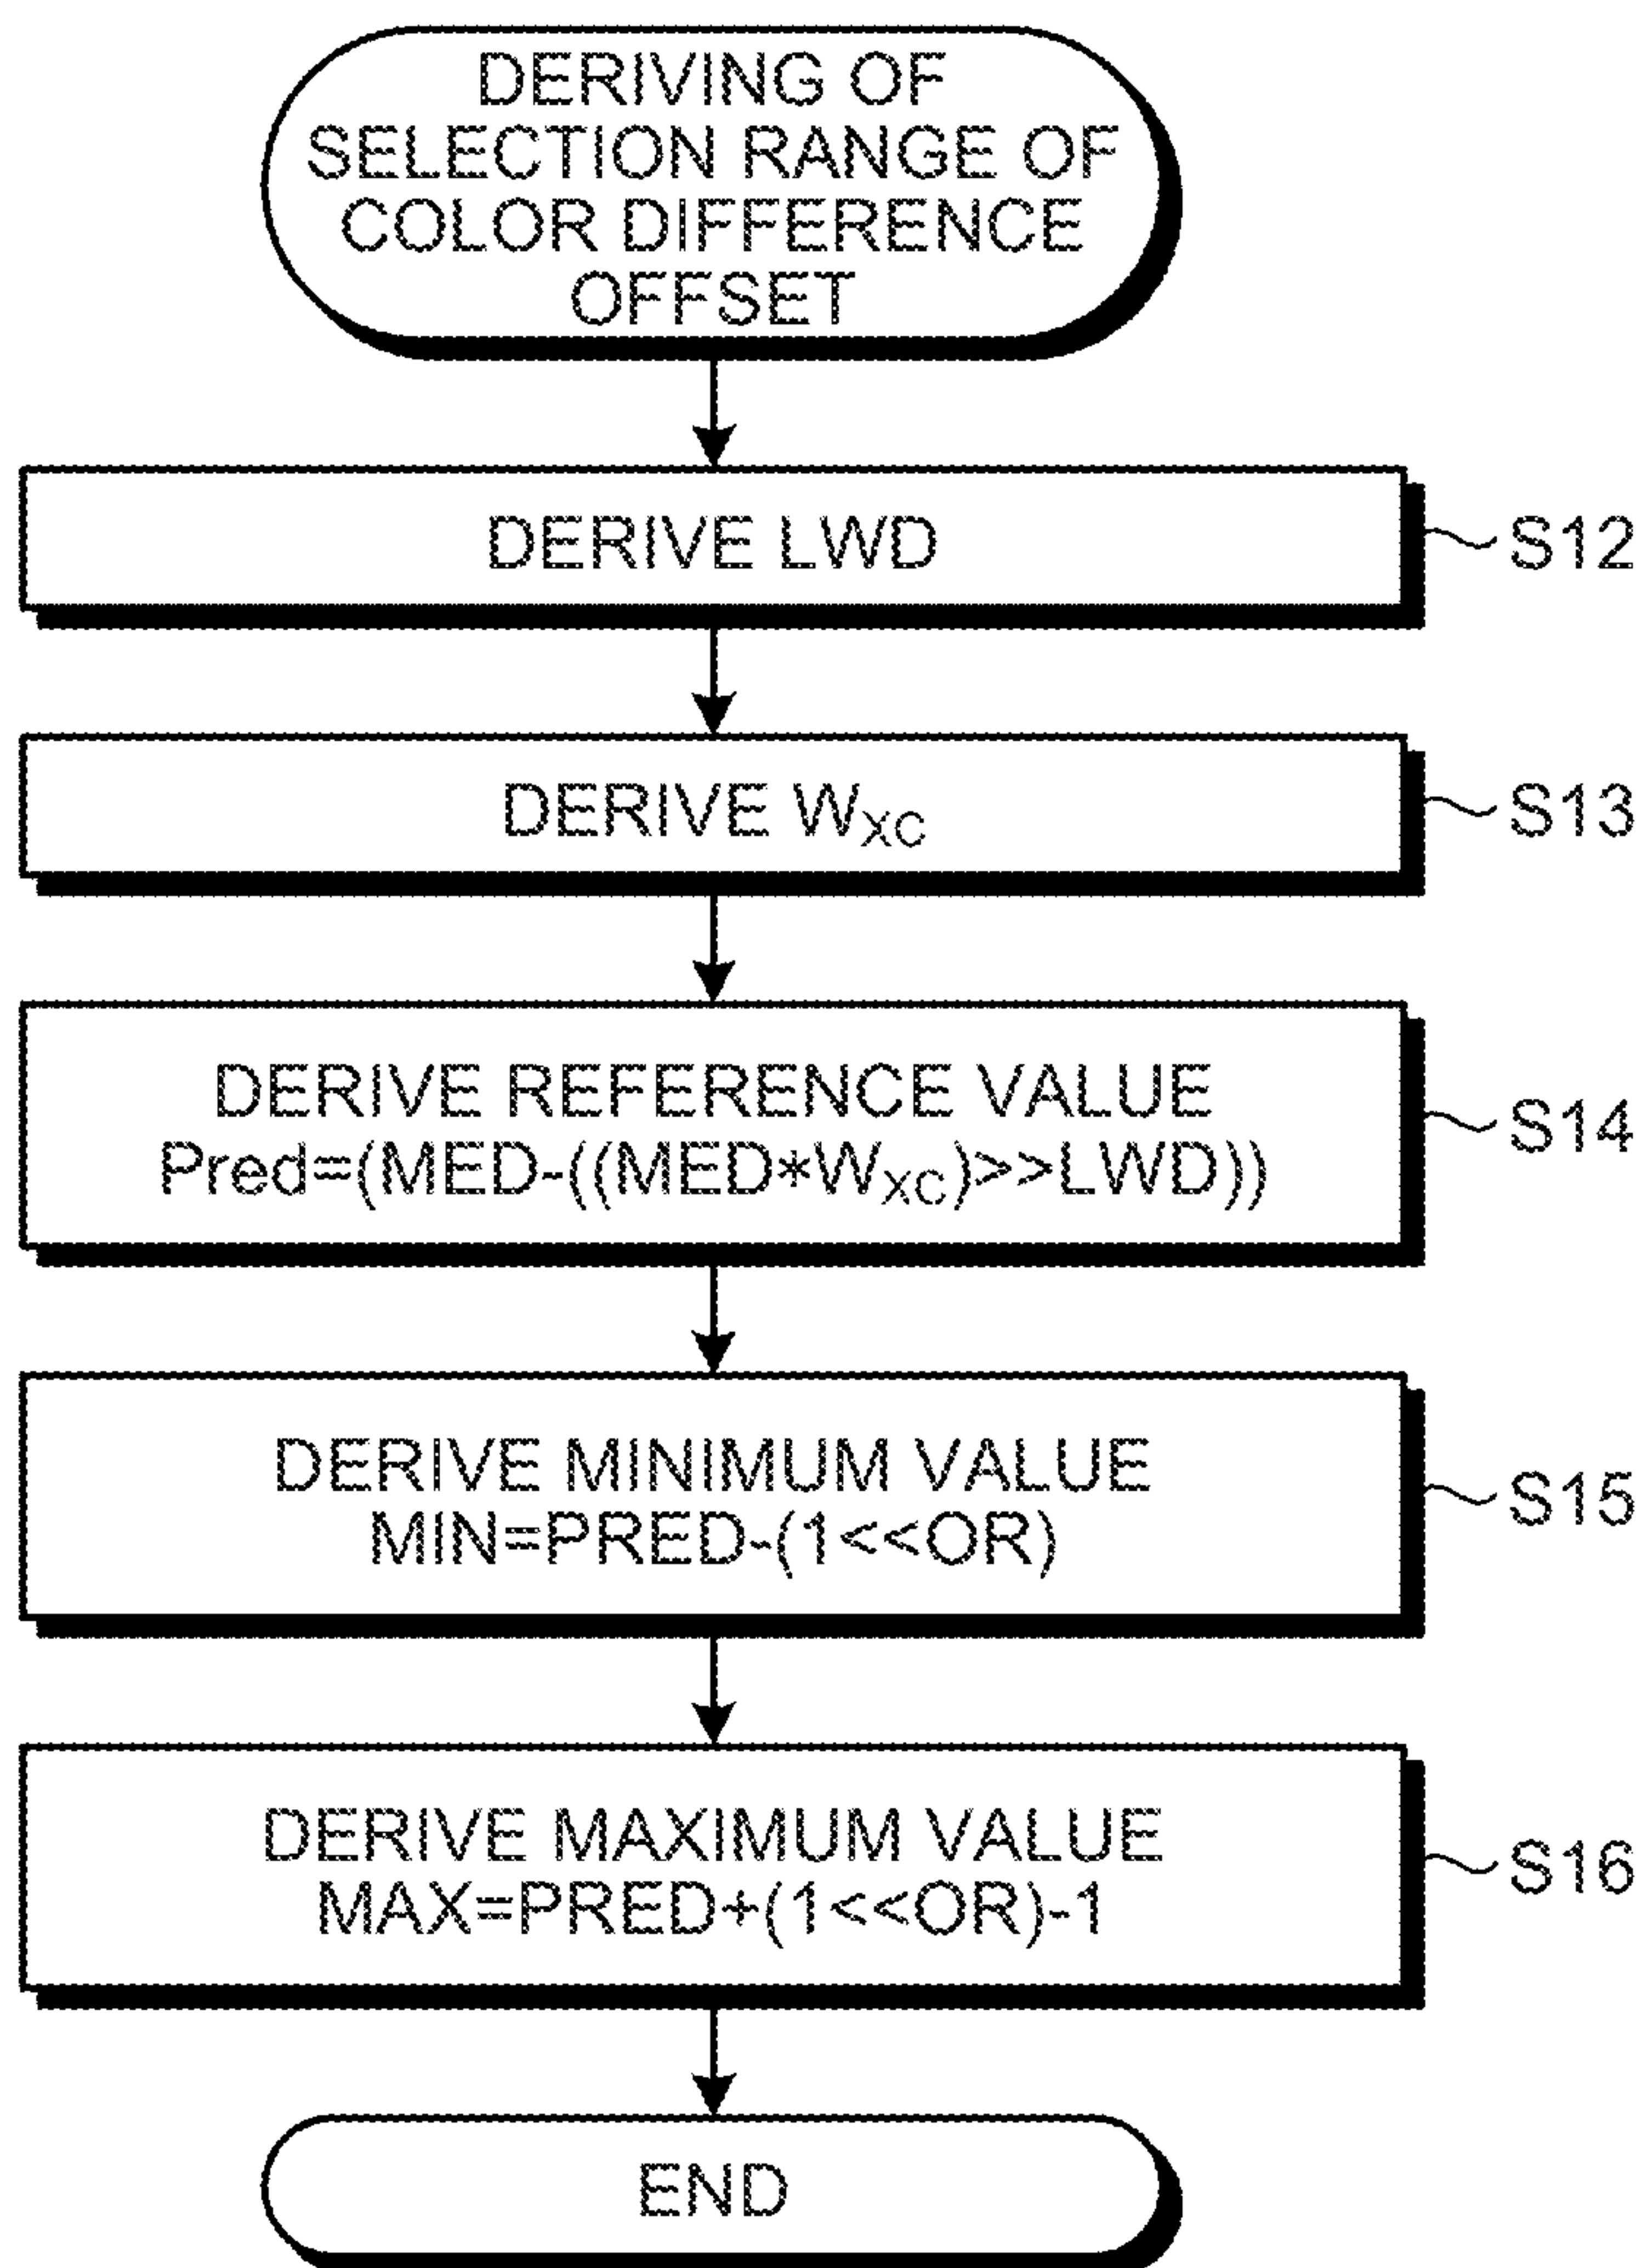 DERIVING OF
SELECTION RANGE OF
COLOR DIFFERENCE
OFFSET
DERIVE LWD
S12
DERIVE W_XC
S13
DERIVE REFERENCE VALUE
Pred=(MED-((MED*W_XC)>>LWD))
S14
DERIVE MINIMUM VALUE
MIN=PRED-(1<<OR)
S15
DERIVE MAXIMUM VALUE
MAX=PRED+(1<<OR)-1
S16
END